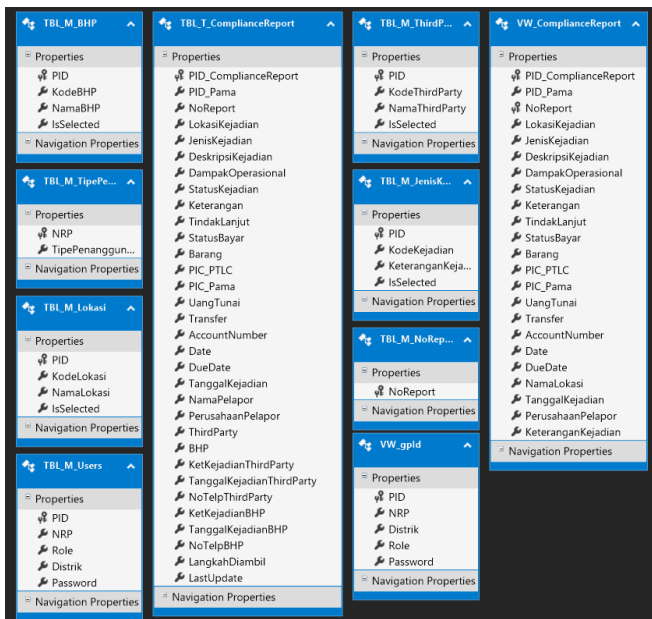 TBL_M_BHP
Properties
PID
KodeBHP
NamaBHP
IsSelected
Navigation Properties
TBL_M_TipePe...
Properties
NRP
TipePenanggun...
Navigation Properties
TBL_M_Lokasi
Properties
PID
KodeLokasi
NamaLokasi
IsSelected
Navigation Properties
TBL_M_Users
Properties
PID
NRP
Role
Distrik
Password
Navigation Properties
TBL_T_ComplianceReport
Properties
PID_ComplianceReport
PID_Pama
NoReport
LokasiKejadian
JenisKejadian
DeskripsiKejadian
DampakOperasional
StatusKejadian
Keterangan
TindakLanjut
StatusBayar
Barang
PIC_PTLC
PIC_Pama
UangTunai
Transfer
AccountNumber
Date
DueDate
TanggalKejadian
NamaPelapor
PerusahaanPelapor
ThirdParty
BHP
KetKejadianThirdParty
TanggalKejadianThirdParty
NoTelpThirdParty
KetKejadianBHP
TanggalKejadianBHP
NoTelpBHP
LangkahDiambil
LastUpdate
Navigation Properties
TBL_M_ThirdP...
Properties
PID
KodeThirdParty
NamaThirdParty
IsSelected
Navigation Properties
TBL_M_JenisK...
Properties
PID
KodeKejadian
KeteranganKeja...
IsSelected
Navigation Properties
TBL_M_NoRep...
Properties
NoReport
Navigation Properties
VW_gpId
Properties
PID
NRP
Distrik
Role
Password
Navigation Properties
VW_ComplianceReport
Properties
PID_ComplianceReport
PID_Pama
NoReport
LokasiKejadian
JenisKejadian
DeskripsiKejadian
DampakOperasional
StatusKejadian
Keterangan
TindakLanjut
StatusBayar
Barang
PIC_PTLC
PIC_Pama
UangTunai
Transfer
AccountNumber
Date
DueDate
NamaLokasi
TanggalKejadian
PerusahaanPelapor
KeteranganKejadian
Navigation Properties